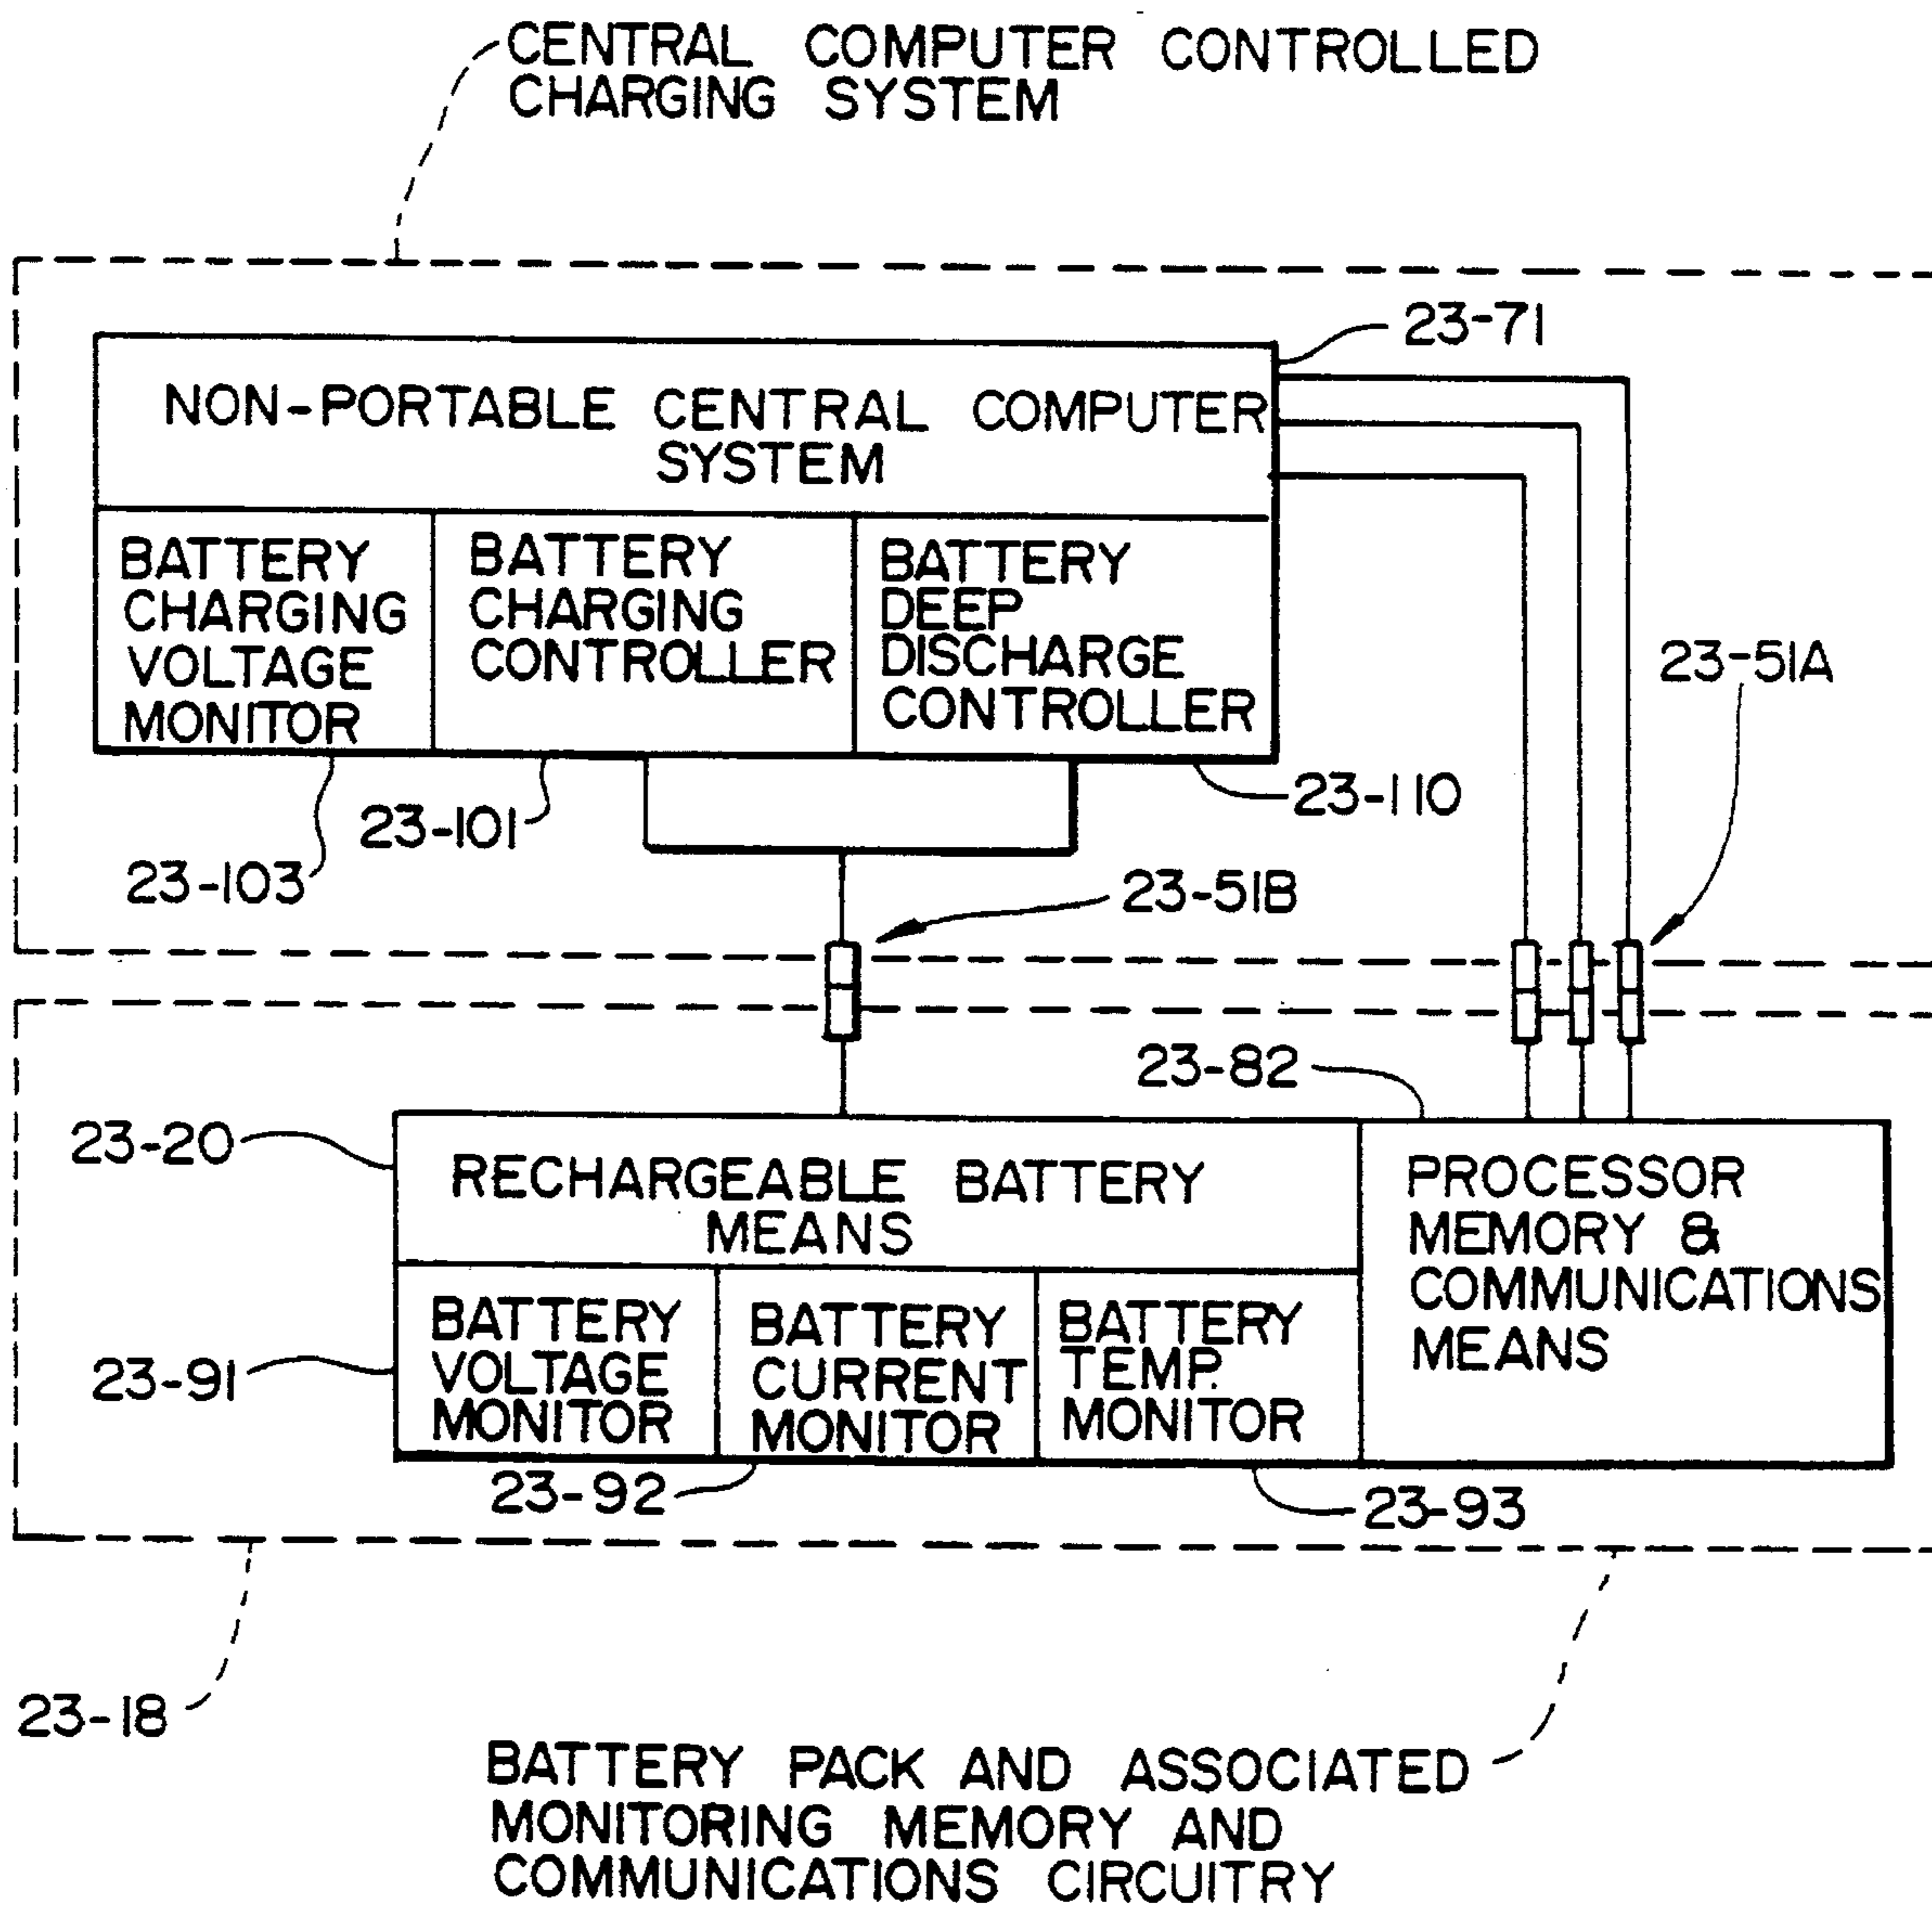 CENTRAL COMPUTER CONTROLLED
CHARGING SYSTEM
23-71
NON-PORTABLE CENTRAL COMPUTER
SYSTEM
BATTERY
CHARGING
VOLTAGE
MONITOR
BATTERY
CHARGING
CONTROLLER
BATTERY
DEEP
DISCHARGE
CONTROLLER
23-51A
23-110
23-101
23-103
23-51B
23-82
23-20
RECHARGEABLE BATTERY
MEANS
PROCESSOR
MEMORY &
COMMUNICATIONS
MEANS
23-91
BATTERY
VOLTAGE
MONITOR
BATTERY
CURRENT
MONITOR
BATTERY
TEMP.
MONITOR
23-92
23-93
23-18
BATTERY PACK AND ASSOCIATED
MONITORING MEMORY AND
COMMUNICATIONS CIRCUITRY